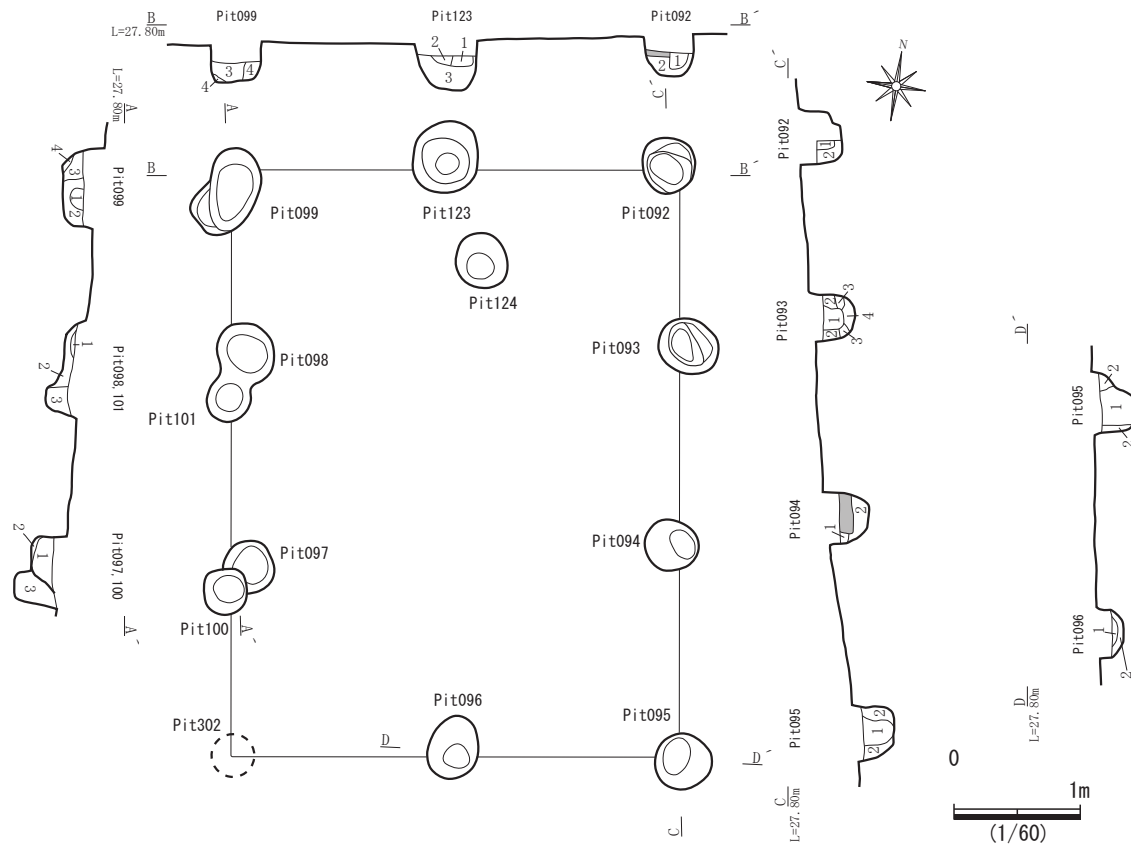 Pit099
Pit123
Pit092
B
B´
L=27.80m
2
1
3
4
4
2
1
3
C´
C´
N
L=27.80m
A
A
Pit092
1
2
B
B´
4
3
1
2
Pit099
Pit099
Pit123
Pit092
Pit124
Pit093
2
3
1
4
2
3
D´
Pit098
Pit093
1
2
3
Pit098,101
Pit101
Pit095
2
1
2
Pit094
1
2
Pit097
Pit094
2
1
3
Pit097,100
Pit100
A´
A´
Pit096
1
2
Pit096
Pit095
Pit302
D
D´
Pit095
2
1
2
D
L=27.80m
C
C
L=27.80m
0
1m
(1/60)